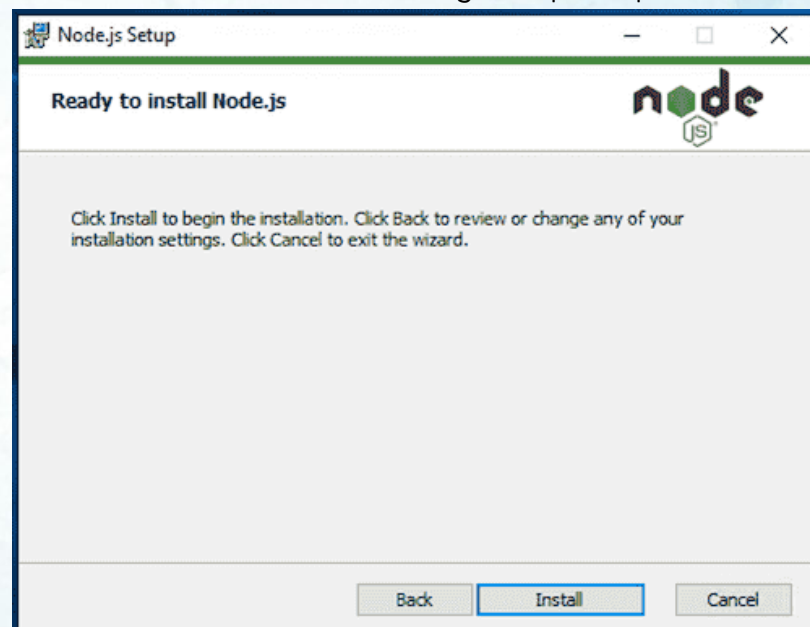 Node.js Setup
Ready to install Node.js
node
JS
Click Install to begin the installation. Click Back to review or change any of your
installation settings. Click Cancel to exit the wizard.
Back Install Cancel